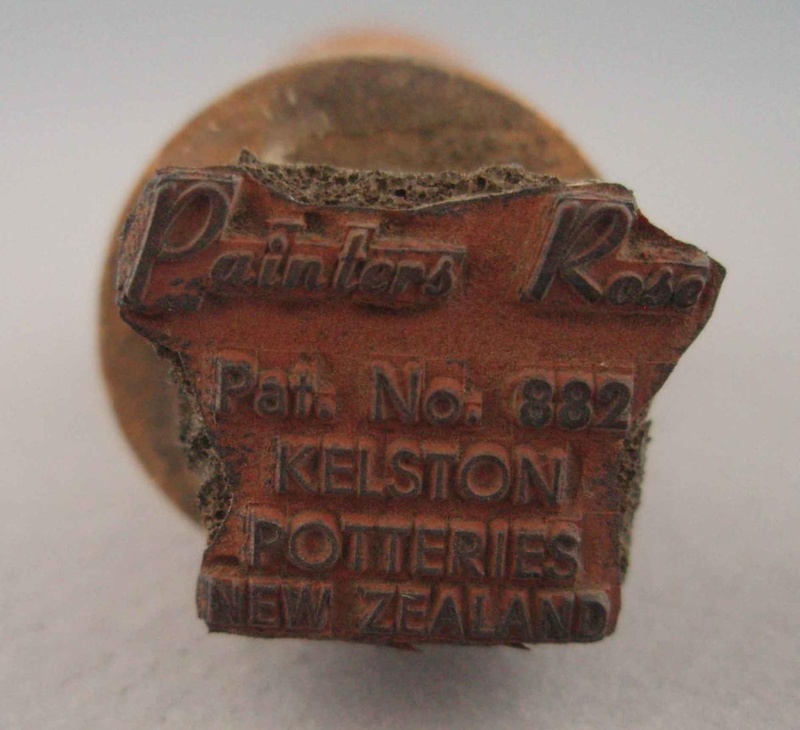 Painters Rose
Pat. No. 882
KELSTON
POTTERIES
NEW ZEALAND